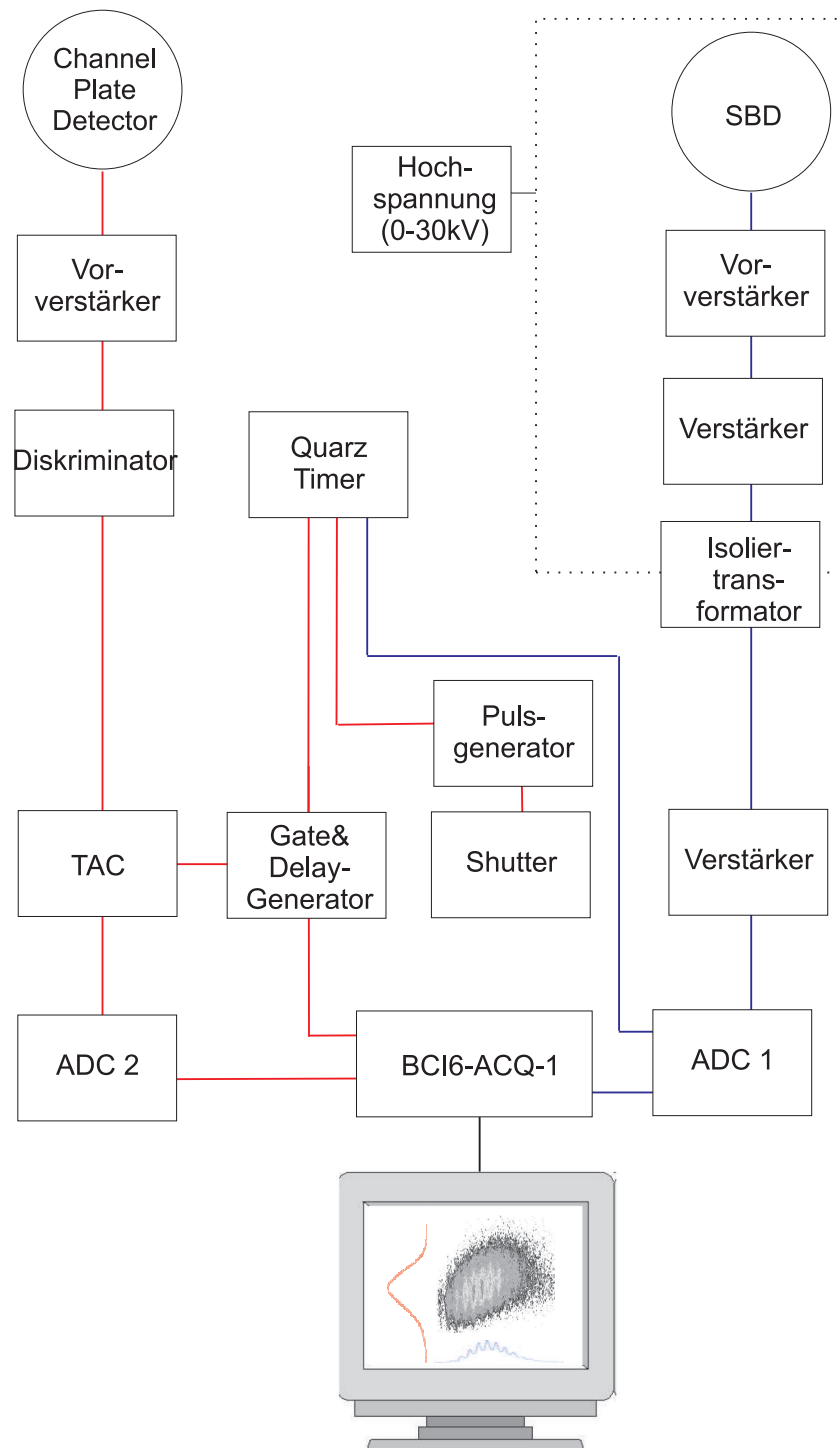 Channel
Plate
Detector
SBD
Hoch-
spannung
(0-30kV)
Vor-
verstärker
Vor-
verstärker
Diskriminator
Quarz
Timer
Verstärker
Isolier-
trans-
formator
Puls-
generator
TAC
Gate&
Delay-
Generator
Shutter
Verstärker
ADC 2
BCI6-ACQ-1
ADC 1